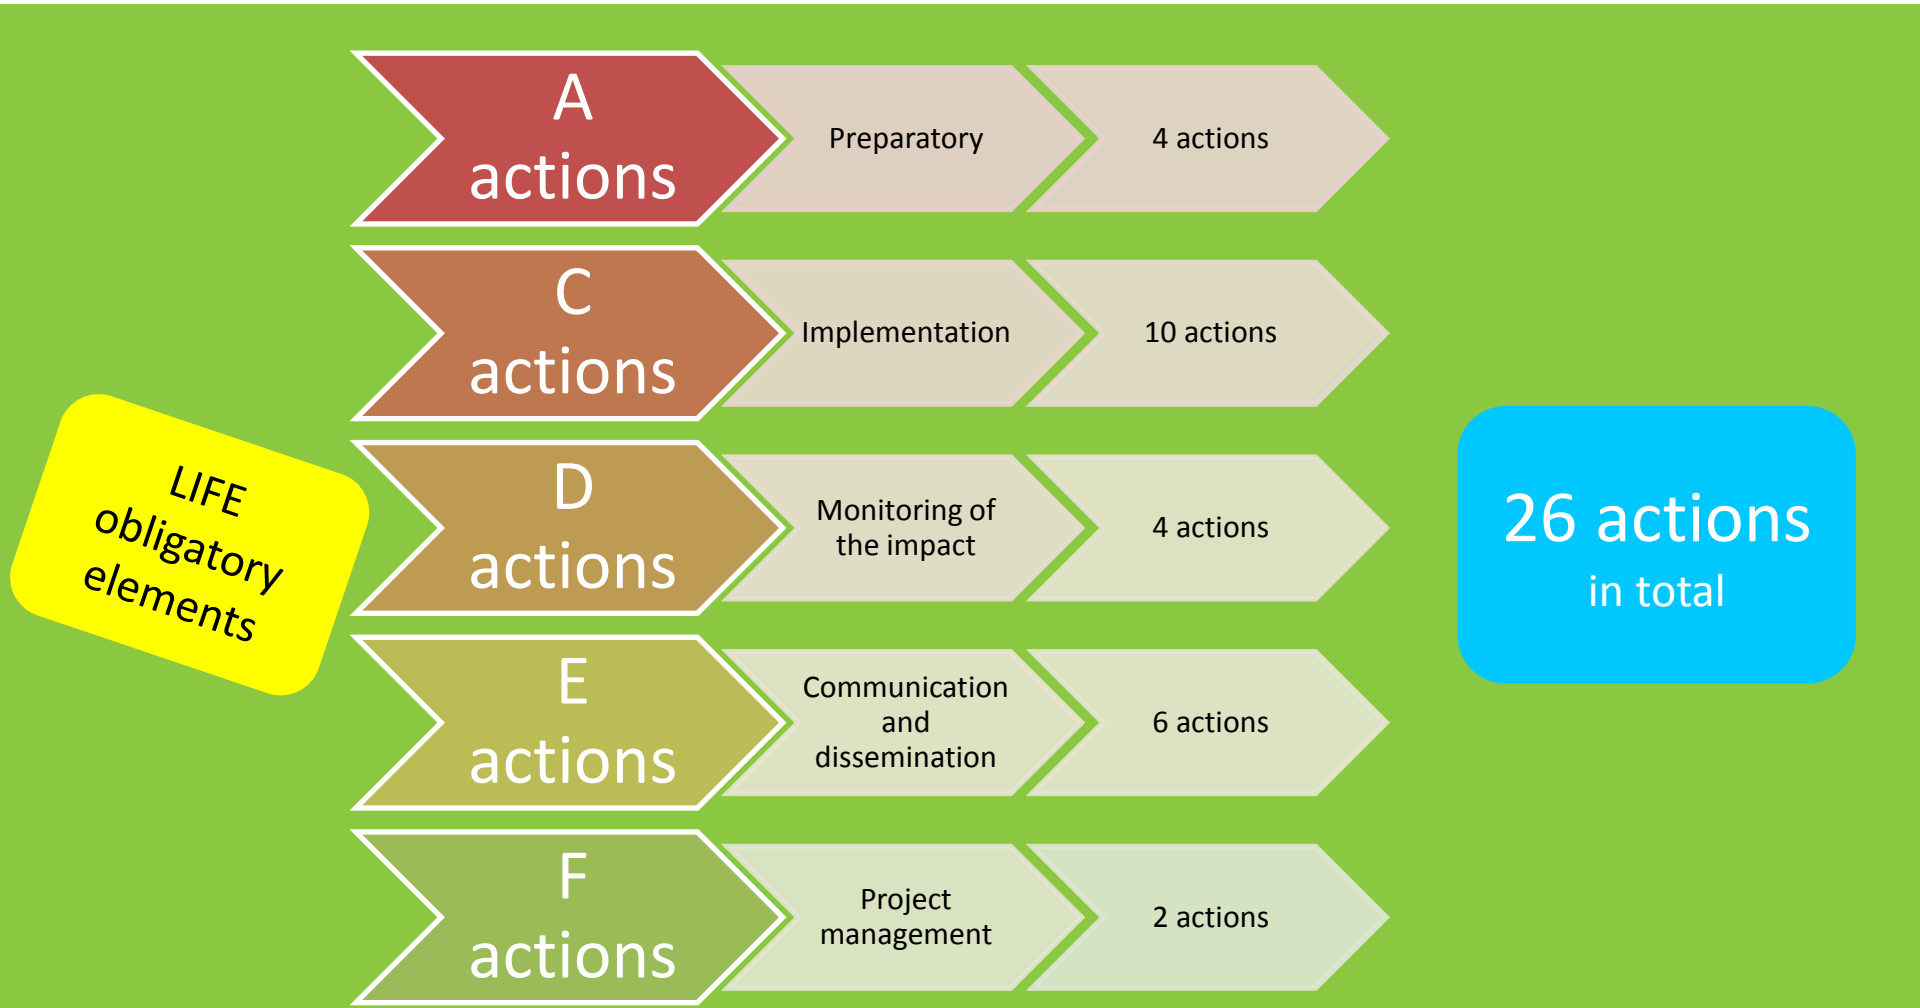 A
actions
Preparatory
4 actions
C
actions
Implementation
10 actions
LIFE
obligatory
elements
D
actions
Monitoring of
the impact
4 actions
26 actions
in total
E
actions
Communication
and
dissemination
6 actions
F
actions
Project
management
2 actions